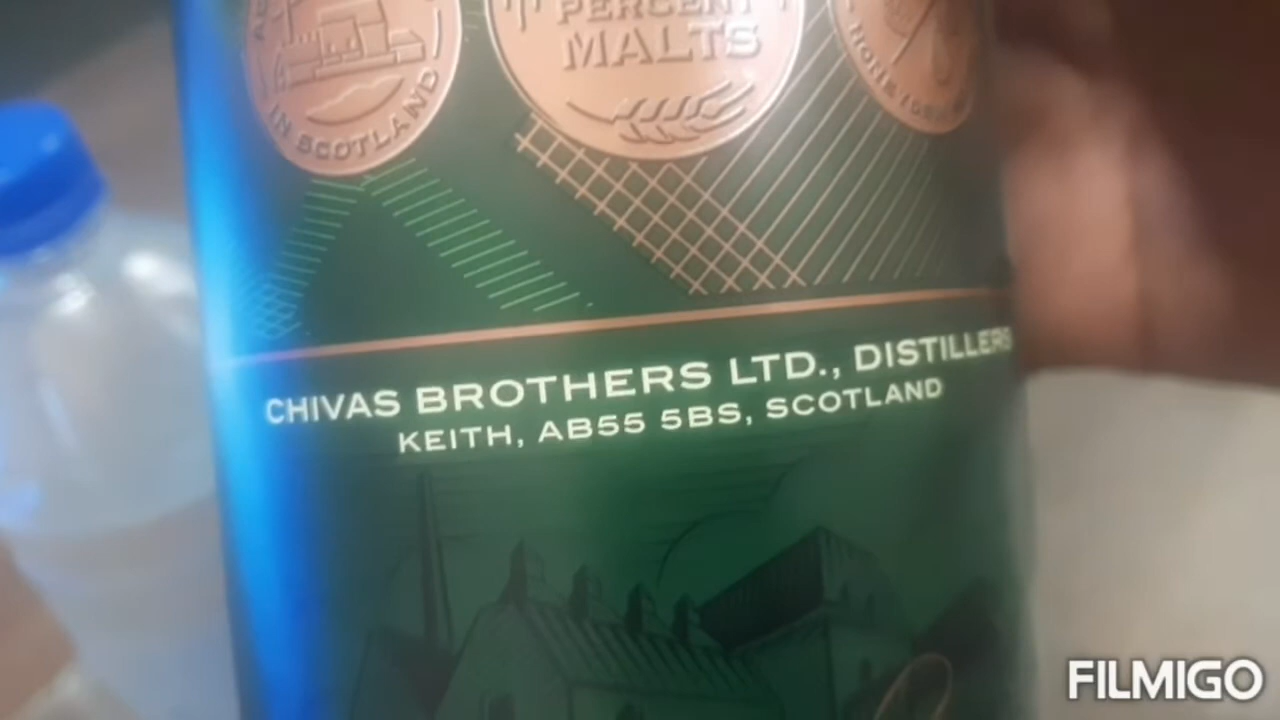 PERCENT
MALTS
IN SCOTLAND
CHIVAS BROTHERS LTD., DISTILLERS
KEITH, AB55 5BS, SCOTLAND
FILMIGO